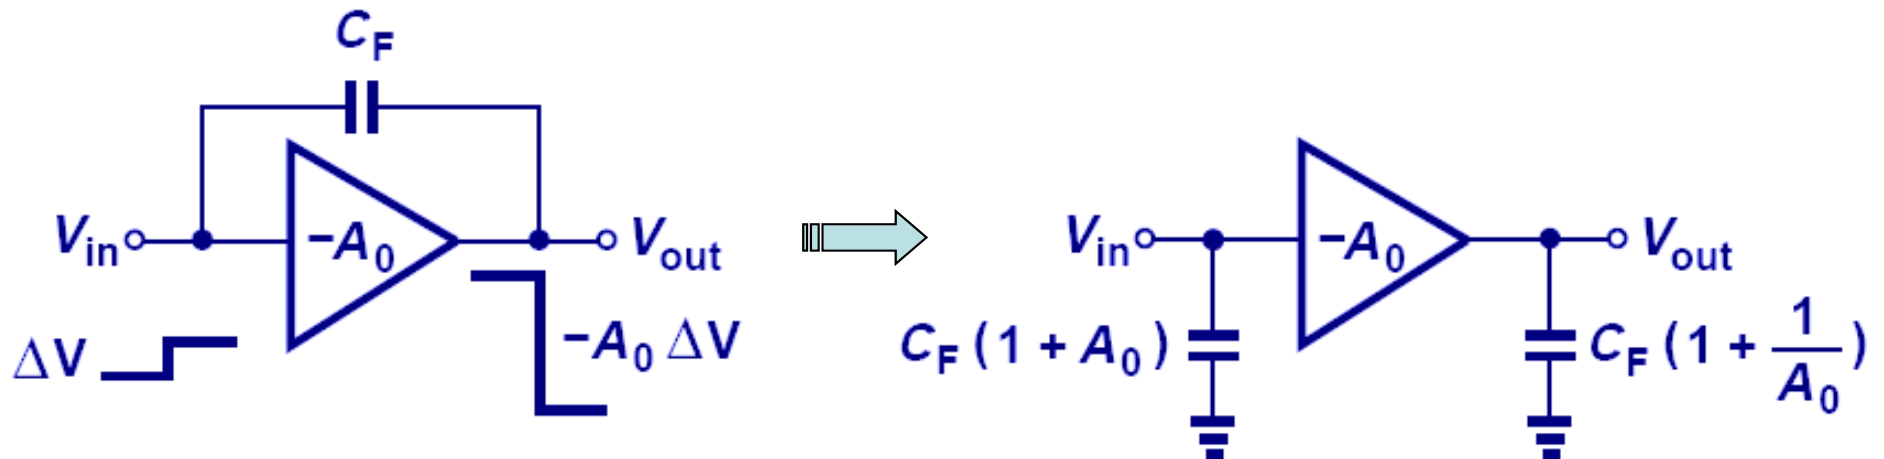 C_F
V_in
−A_0
V_out
ΔV
−A_0 ΔV
V_in
−A_0
V_out
C_F (1 + A_0)
C_F (1 + 1/A_0)